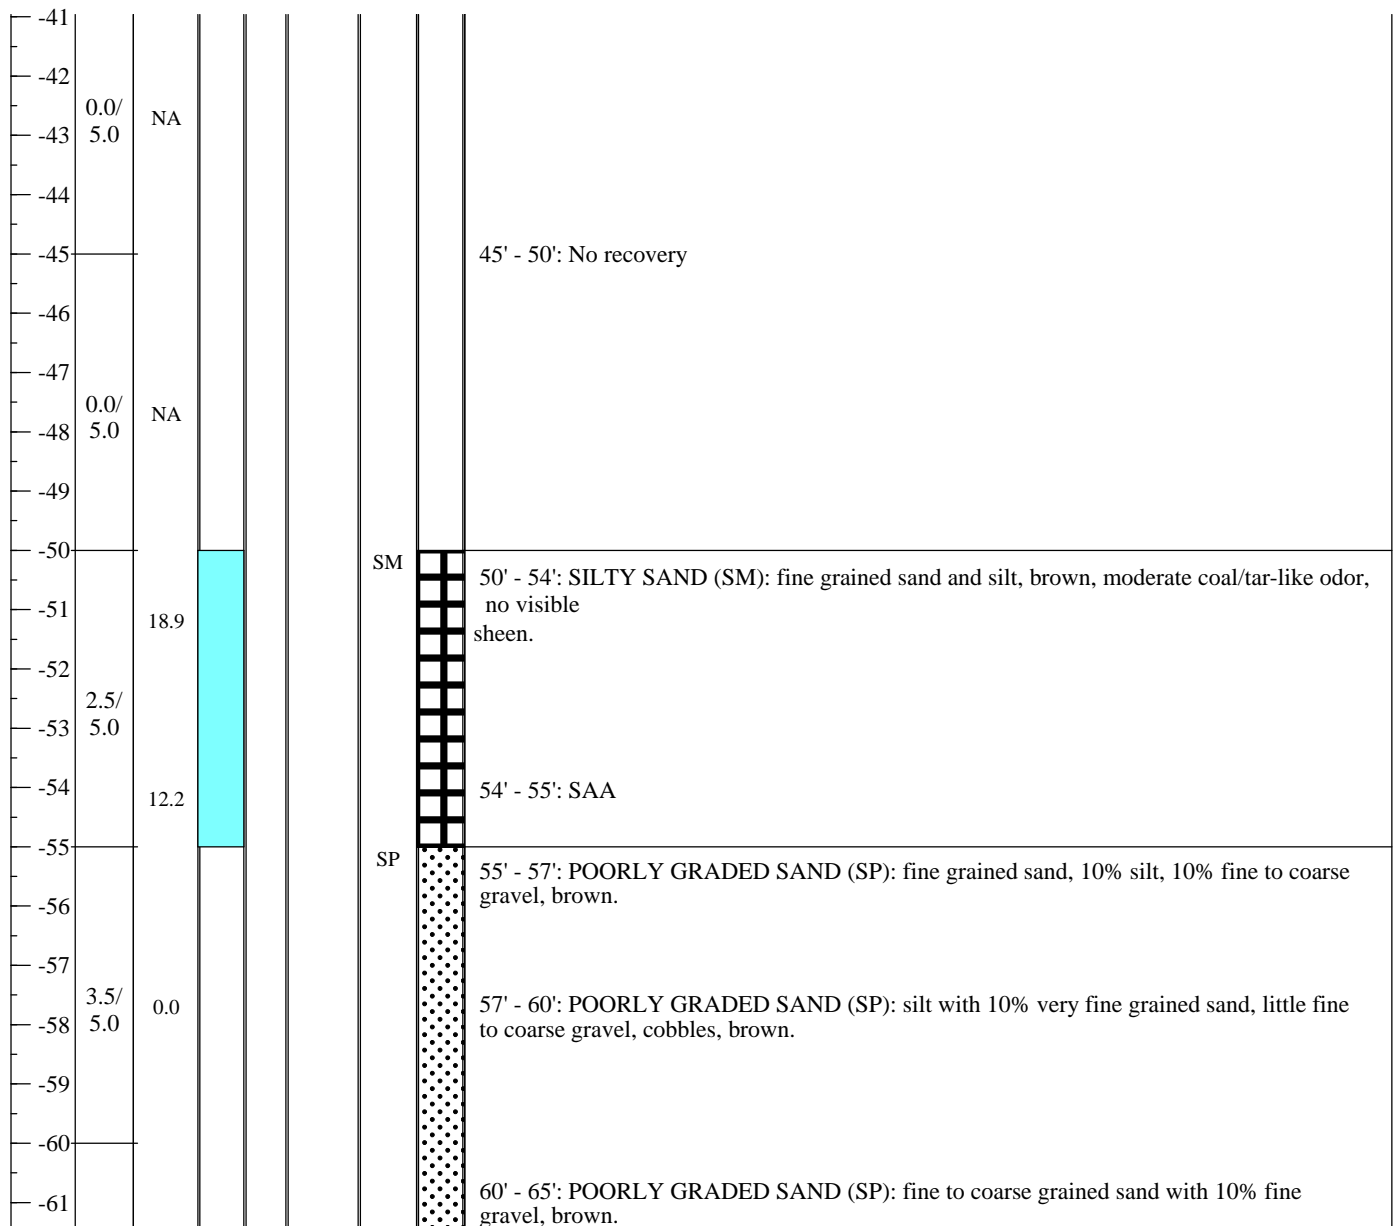 -41
-42
0.0/
5.0
NA
-43
-44
-45
45' - 50': No recovery
-46
-47
0.0/
5.0
NA
-48
-49
-50
SM
50' - 54': SILTY SAND (SM): fine grained sand and silt, brown, moderate coal/tar-like odor,
no visible
sheen.
-51
18.9
-52
2.5/
5.0
-53
-54
54' - 55': SAA
12.2
-55
SP
55' - 57': POORLY GRADED SAND (SP): fine grained sand, 10% silt, 10% fine to coarse
gravel, brown.
-56
-57
3.5/
5.0
0.0
57' - 60': POORLY GRADED SAND (SP): silt with 10% very fine grained sand, little fine
to coarse gravel, cobbles, brown.
-58
-59
-60
60' - 65': POORLY GRADED SAND (SP): fine to coarse grained sand with 10% fine
gravel, brown.
-61